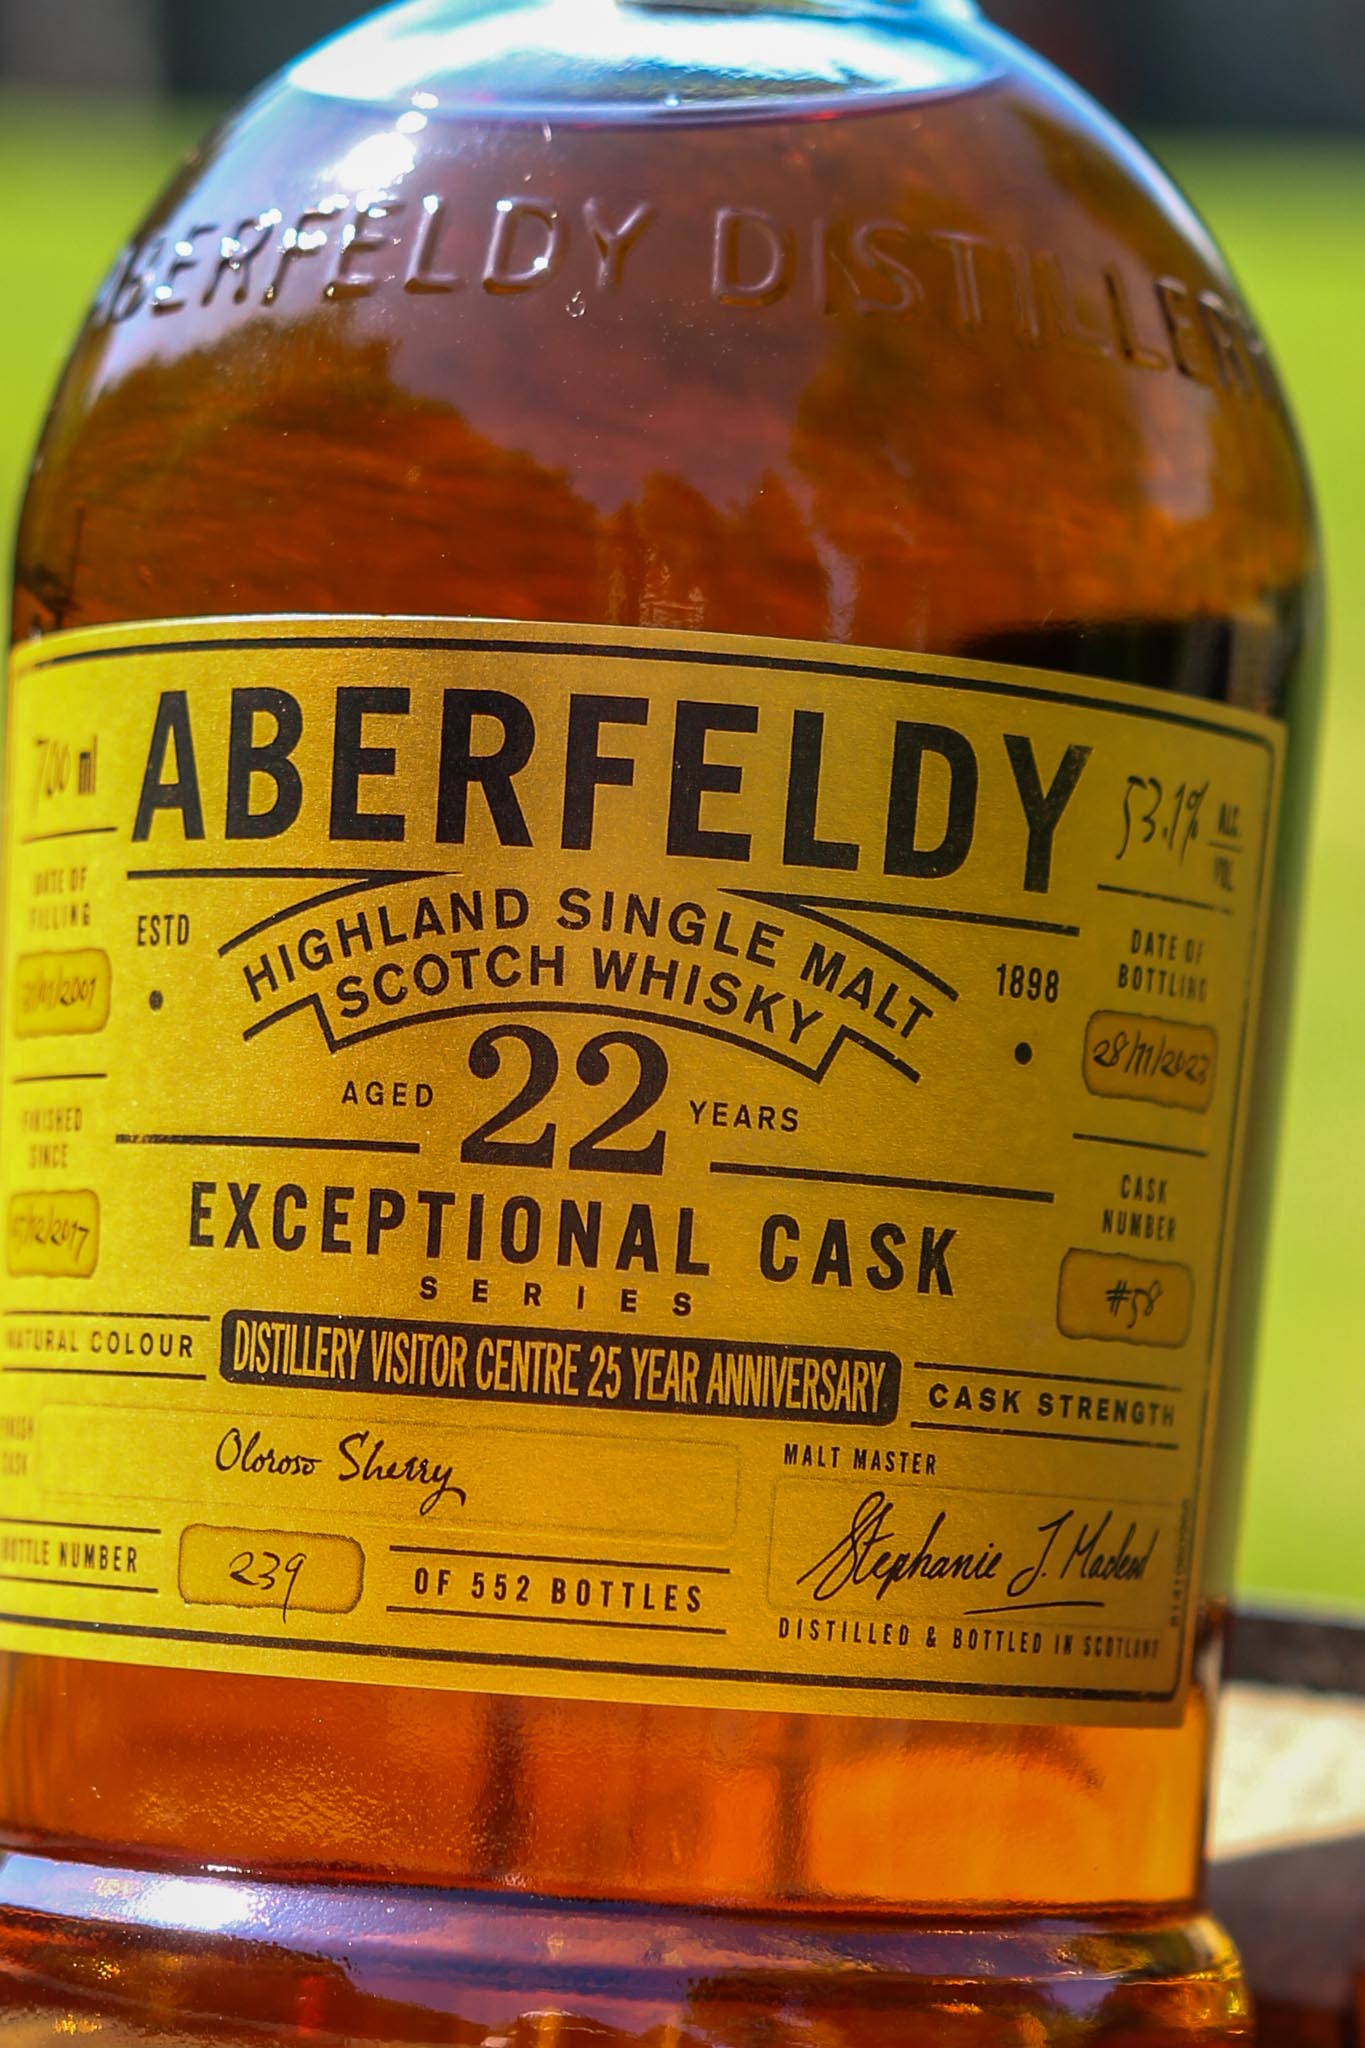 ABERFELDY DISTILLERY
700 ml
ABERFELDY
53.1% ALC. VOL.
DATE OF FILLING
ESTD
HIGHLAND SINGLE MALT
SCOTCH WHISKY
1898
DATE OF BOTTLING
28/11/2023
AGED 22 YEARS
FINISHED SINCE
CASK NUMBER
#58
EXCEPTIONAL CASK
SERIES
NATURAL COLOUR
DISTILLERY VISITOR CENTRE 25 YEAR ANNIVERSARY
CASK STRENGTH
FINISH CASK
Oloroso Sherry
MALT MASTER
Stephanie J. Macleod
BOTTLE NUMBER
239
OF 552 BOTTLES
DISTILLED & BOTTLED IN SCOTLAND